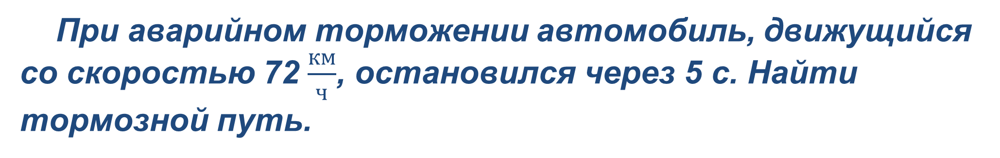 При аварийном торможении автомобиль, движущийся
со скоростью 72 км/ч, остановился через 5 с. Найти
тормозной путь.